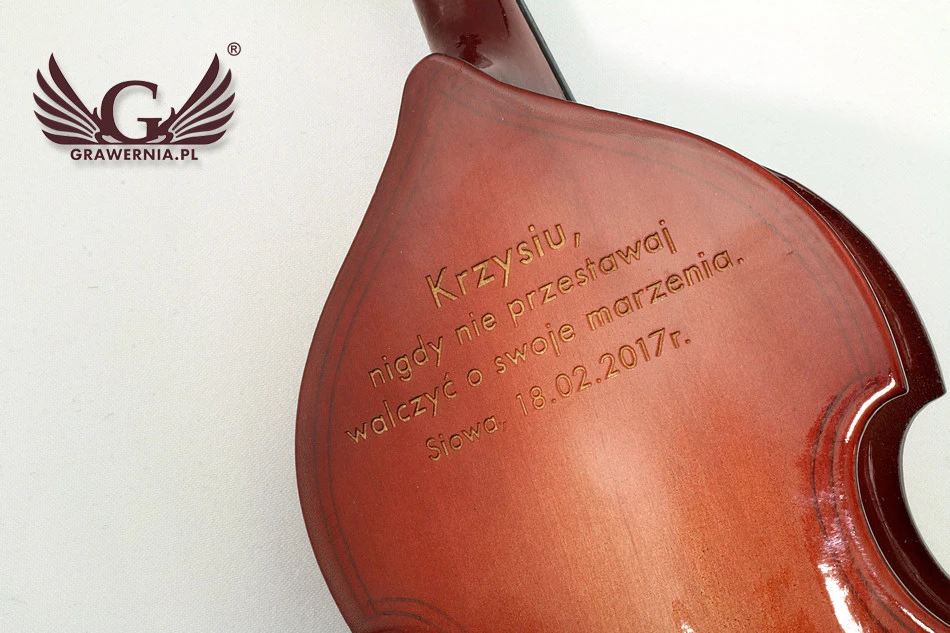 G
®
GRAWERNIA.PL
Krzysiu,
nigdy nie przestawaj
walczyć o swoje marzenia.
Siowa, 18.02.2017r.